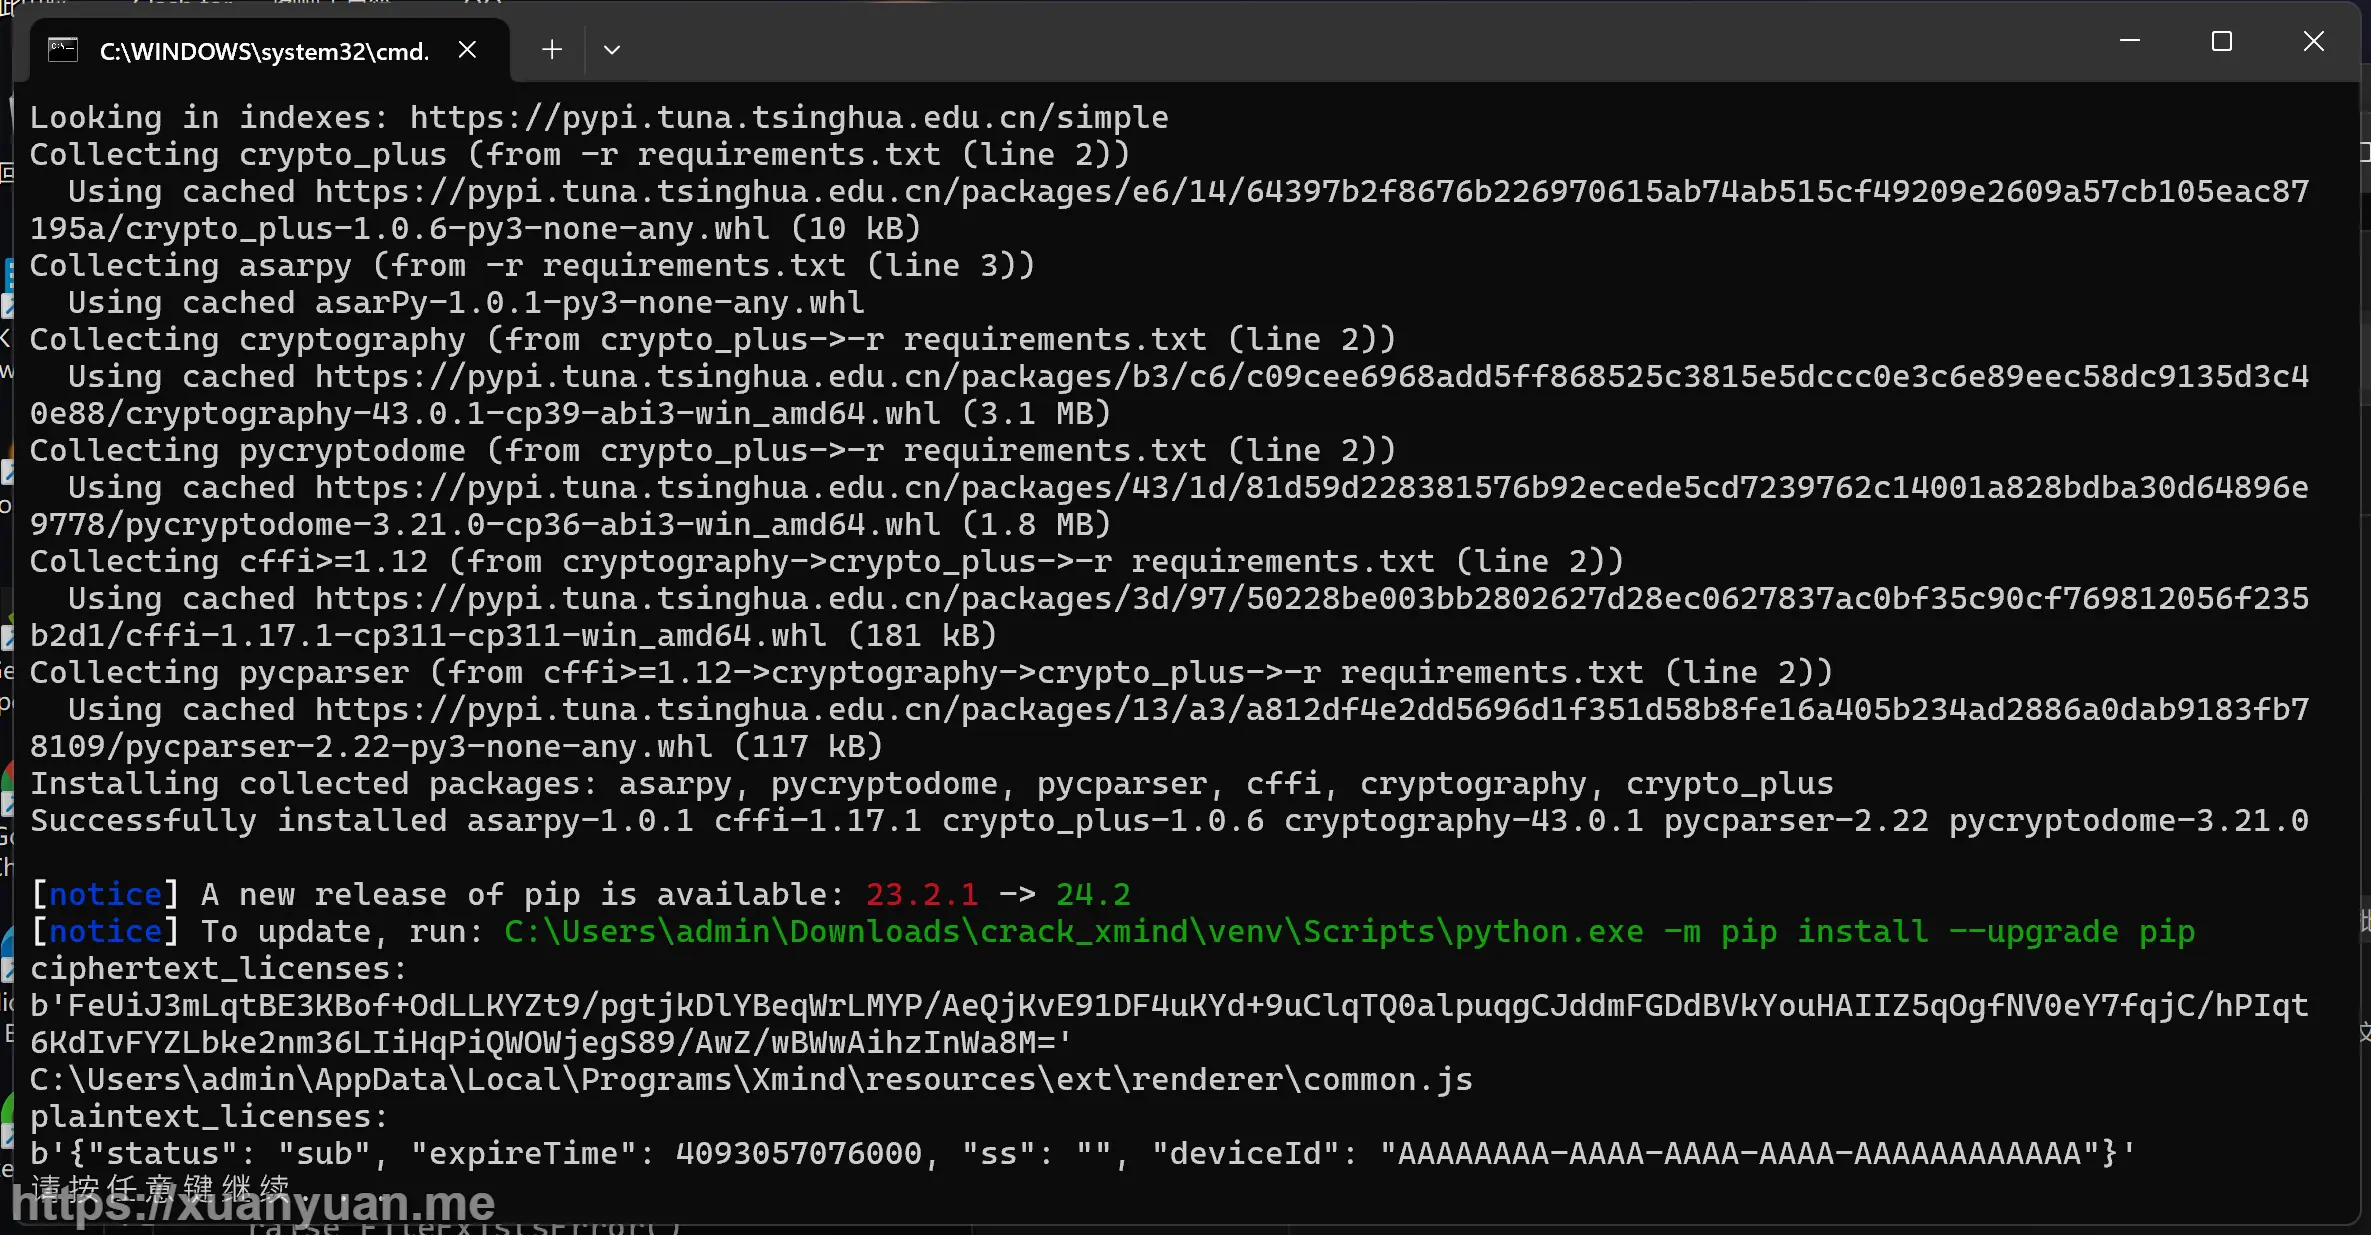 C:\WINDOWS\system32\cmd.
Looking in indexes: https://pypi.tuna.tsinghua.edu.cn/simple
Collecting crypto_plus (from -r requirements.txt (line 2))
Using cached https://pypi.tuna.tsinghua.edu.cn/packages/e6/14/64397b2f8676b226970615ab74ab515cf49209e2609a57cb105eac87
195a/crypto_plus-1.0.6-py3-none-any.whl (10 kB)
Collecting asarpy (from -r requirements.txt (line 3))
Using cached asarPy-1.0.1-py3-none-any.whl
Collecting cryptography (from crypto_plus->-r requirements.txt (line 2))
Using cached https://pypi.tuna.tsinghua.edu.cn/packages/b3/c6/c09cee6968add5ff868525c3815e5dccc0e3c6e89eec58dc9135d3c4
0e88/cryptography-43.0.1-cp39-abi3-win_amd64.whl (3.1 MB)
Collecting pycryptodome (from crypto_plus->-r requirements.txt (line 2))
Using cached https://pypi.tuna.tsinghua.edu.cn/packages/43/1d/81d59d228381576b92ecede5cd7239762c14001a828bdba30d64896e
9778/pycryptodome-3.21.0-cp36-abi3-win_amd64.whl (1.8 MB)
Collecting cffi>=1.12 (from cryptography->crypto_plus->-r requirements.txt (line 2))
Using cached https://pypi.tuna.tsinghua.edu.cn/packages/3d/97/50228be003bb2802627d28ec0627837ac0bf35c90cf769812056f235
b2d1/cffi-1.17.1-cp311-cp311-win_amd64.whl (181 kB)
Collecting pycparser (from cffi>=1.12->cryptography->crypto_plus->-r requirements.txt (line 2))
Using cached https://pypi.tuna.tsinghua.edu.cn/packages/13/a3/a812df4e2dd5696d1f351d58b8fe16a405b234ad2886a0dab9183fb7
8109/pycparser-2.22-py3-none-any.whl (117 kB)
Installing collected packages: asarpy, pycryptodome, pycparser, cffi, cryptography, crypto_plus
Successfully installed asarpy-1.0.1 cffi-1.17.1 crypto_plus-1.0.6 cryptography-43.0.1 pycparser-2.22 pycryptodome-3.21.0
[notice] A new release of pip is available: 23.2.1 -> 24.2
[notice] To update, run: C:\Users\admin\Downloads\crack_xmind\venv\Scripts\python.exe -m pip install --upgrade pip
ciphertext_licenses:
b'FeUiJ3mLqtBE3KBof+OdLLKYZt9/pgtjkDlYBeqWrLMYP/AeQjKvE91DF4uKYd+9uClqTQ0alpuqgCJddmFGDdBVkYouHAIIZ5qOgfNV0eY7fqjC/hPIqt
6KdIvFYZLbke2nm36LIiHqPiQWOWjegS89/AwZ/wBWwAihzInWa8M='
C:\Users\admin\AppData\Local\Programs\Xmind\resources\ext\renderer\common.js
plaintext_licenses:
b'{"status": "sub", "expireTime": 4093057076000, "ss": "", "deviceId": "AAAAAAAA-AAAA-AAAA-AAAA-AAAAAAAAAAAA"}'
请按任意键继续. . .
https://xuanyuan.me
raise FileExistsError()